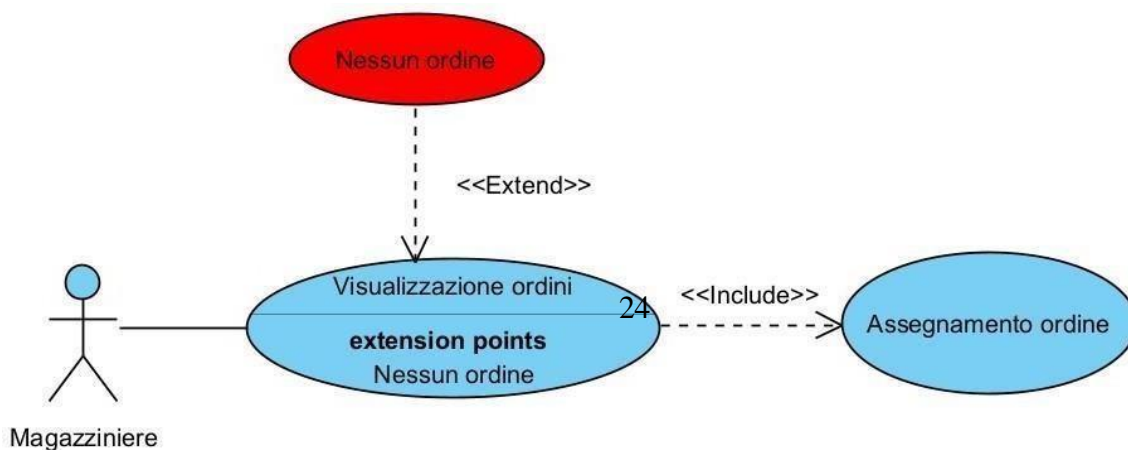 Nessun ordine
<<Extend>>
Visualizzazione ordini
24
<<Include>>
extension points
Nessun ordine
Assegnamento ordine
Magazziniere